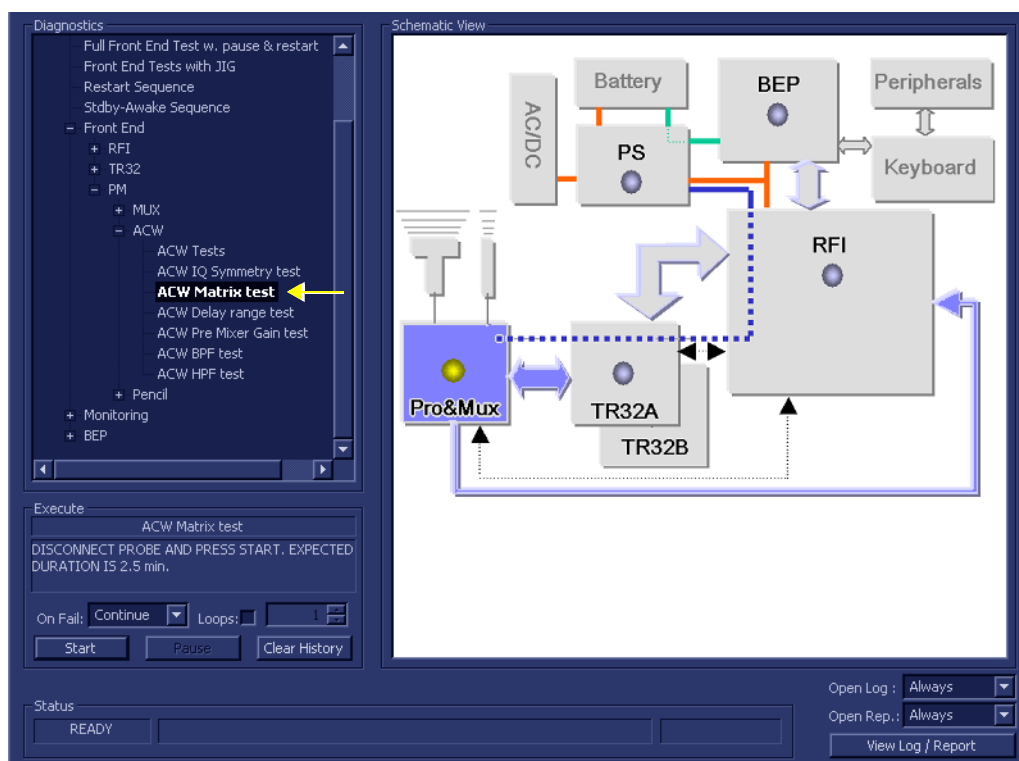 Diagnostics
Full Front End Test w. pause & restart
Front End Tests with JIG
Restart Sequence
Stdby-Awake Sequence
Front End
RFI
TR32
PM
MUX
ACW
ACW Tests
ACW IQ Symmetry test
ACW Matrix test
ACW Delay range test
ACW Pre Mixer Gain test
ACW BPF test
ACW HPF test
Pencil
Monitoring
BEP
Execute
ACW Matrix test
DISCONNECT PROBE AND PRESS START. EXPECTED
DURATION IS 2.5 min.
On Fail: Continue Loops: 1
Start Pause Clear History
Schematic View
AC/DC
Battery
BEP
Peripherals
PS
Keyboard
RFI
Pro&Mux
TR32A
TR32B
Status
READY
Open Log : Always
Open Rep.: Always
View Log / Report